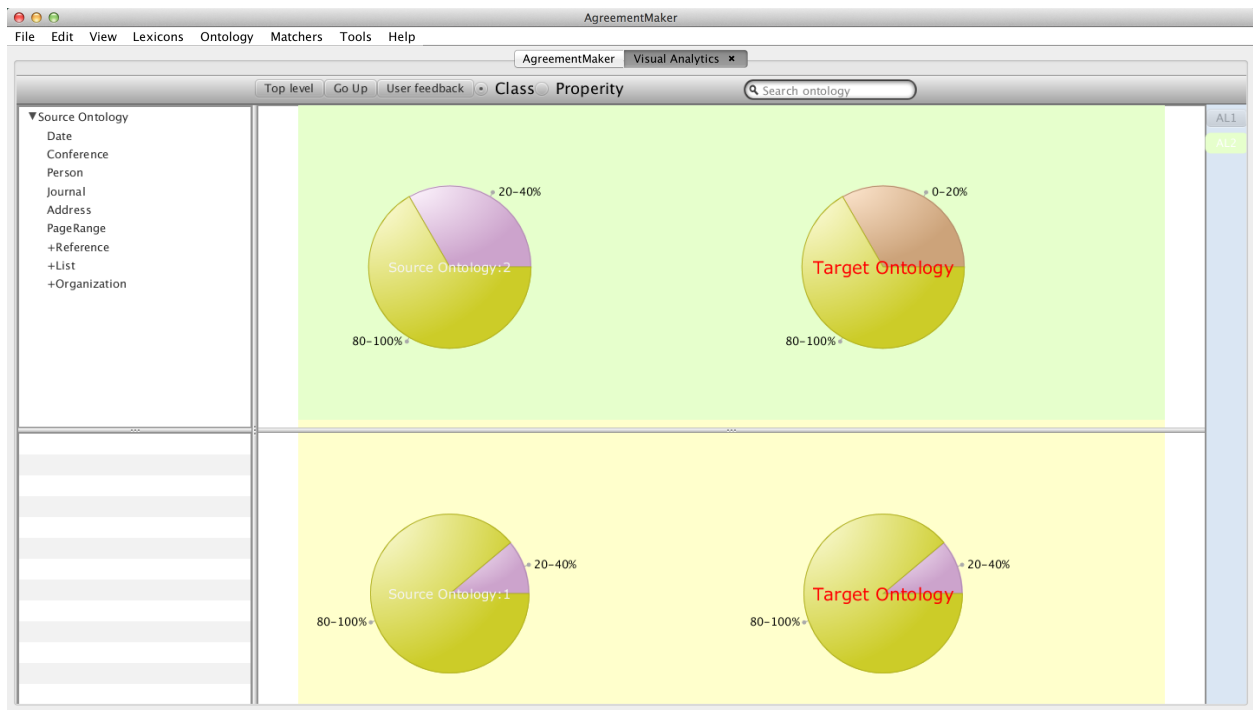 AgreementMaker
File Edit View Lexicons Ontology Matchers Tools Help
AgreementMaker Visual Analytics ×
Top level Go Up User feedback Class Properity Search ontology
▼Source Ontology
Date
Conference
Person
Journal
Address
PageRange
+Reference
+List
+Organization
20-40%
Source Ontology:2
80-100%
0-20%
Target Ontology
80-100%
AL1
AL2
20-40%
Source Ontology:1
80-100%
20-40%
Target Ontology
80-100%